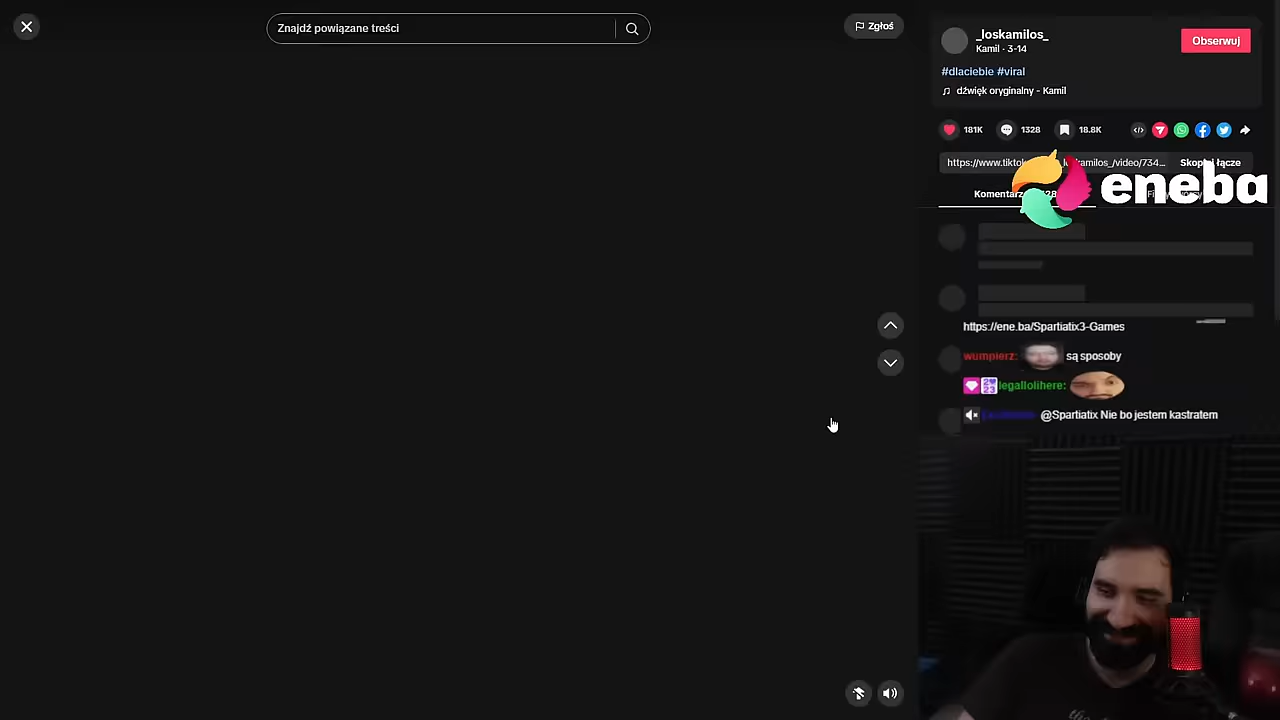 Znajdź powiązane treści
Zgłoś
_loskamilos_
Kamil · 3-14
Obserwuj
#dlaciebie #viral
dźwięk oryginalny - Kamil
181K
1328
18.8K
https://www.tiktok
kamilos_/video/734...
Skopiuj łącze
eneba
Komentarz
https://ene.ba/Spartiatix3-Games
wumpierz: są sposoby
legallolihere:
@Spartiatix Nie bo jestem kastratem